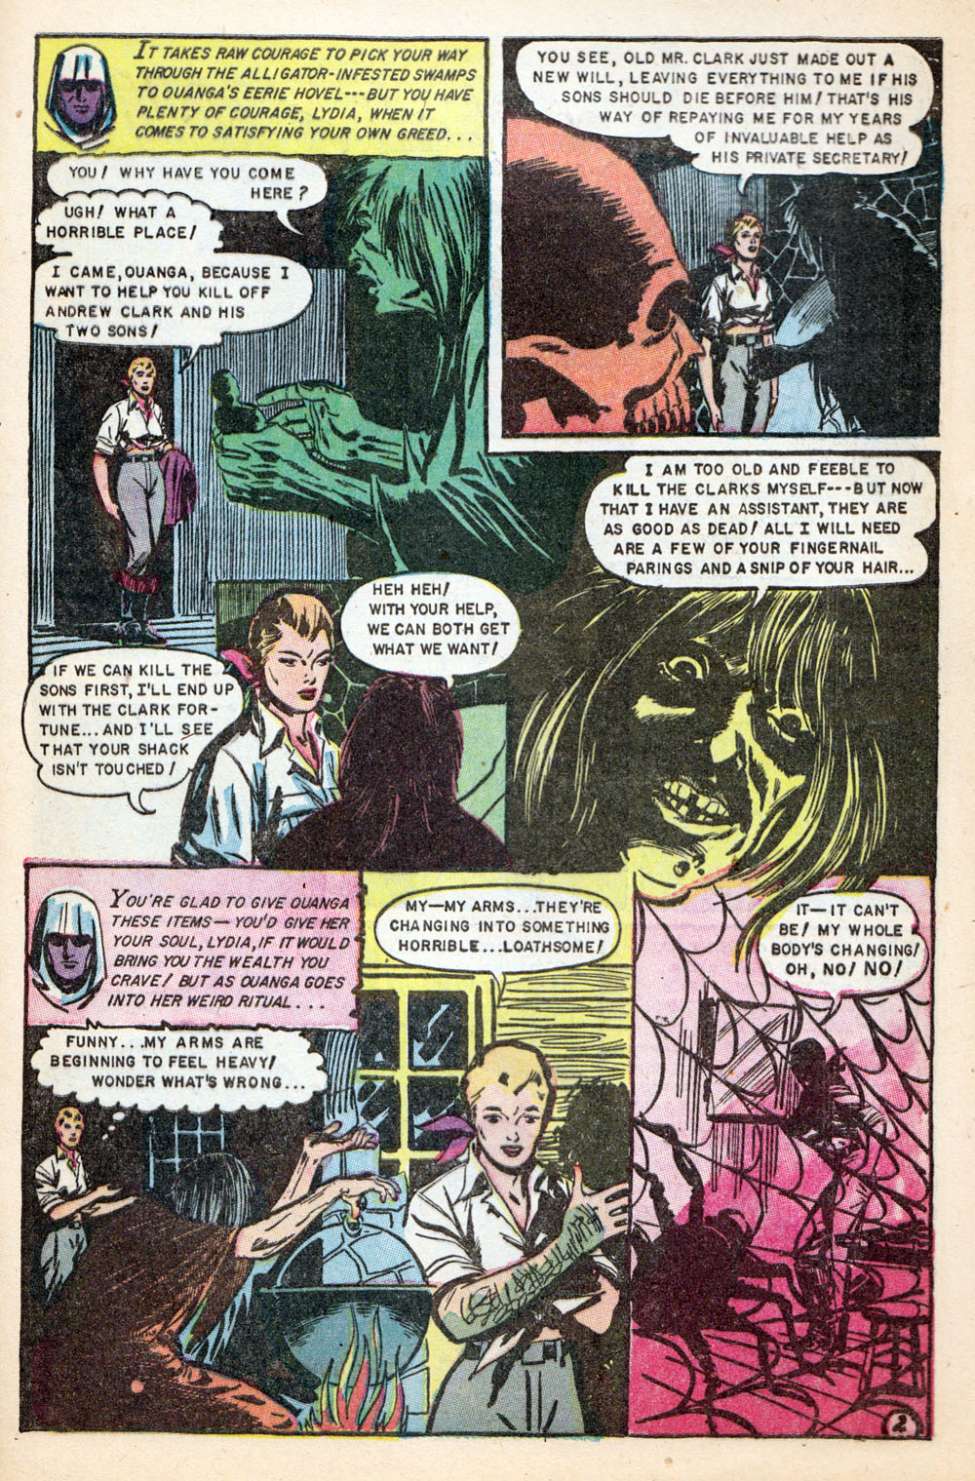 IT TAKES RAW COURAGE TO PICK YOUR WAY
THROUGH THE ALLIGATOR-INFESTED SWAMPS
TO OUANGA'S EERIE HOVEL---BUT YOU HAVE
PLENTY OF COURAGE, LYDIA, WHEN IT
COMES TO SATISFYING YOUR OWN GREED...
YOU! WHY HAVE YOU COME
HERE?
UGH! WHAT A
HORRIBLE PLACE!
I CAME, OUANGA, BECAUSE I
WANT TO HELP YOU KILL OFF
ANDREW CLARK AND HIS
TWO SONS!
YOU SEE, OLD MR. CLARK JUST MADE OUT A
NEW WILL, LEAVING EVERYTHING TO ME IF HIS
SONS SHOULD DIE BEFORE HIM! THAT'S HIS
WAY OF REPAYING ME FOR MY YEARS
OF INVALUABLE HELP AS
HIS PRIVATE SECRETARY!
IF WE CAN KILL THE
SONS FIRST, I'LL END UP
WITH THE CLARK FOR-
TUNE...AND I'LL SEE
THAT YOUR SHACK
ISN'T TOUCHED!
HEH HEH!
WITH YOUR HELP,
WE CAN BOTH GET
WHAT WE WANT!
I AM TOO OLD AND FEEBLE TO
KILL THE CLARKS MYSELF---BUT NOW
THAT I HAVE AN ASSISTANT, THEY ARE
AS GOOD AS DEAD! ALL I WILL NEED
ARE A FEW OF YOUR FINGERNAIL
PARINGS AND A SNIP OF YOUR HAIR...
YOU'RE GLAD TO GIVE OUANGA
THESE ITEMS—YOU'D GIVE HER
YOUR SOUL, LYDIA, IF IT WOULD
BRING YOU THE WEALTH YOU
CRAVE! BUT AS OUANGA GOES
INTO HER WEIRD RITUAL...
FUNNY...MY ARMS ARE
BEGINNING TO FEEL HEAVY!
WONDER WHAT'S WRONG...
MY—MY ARMS...THEY'RE
CHANGING INTO SOMETHING
HORRIBLE...LOATHSOME!
IT—IT CAN'T
BE! MY WHOLE
BODY'S CHANGING!
OH, NO! NO!
2